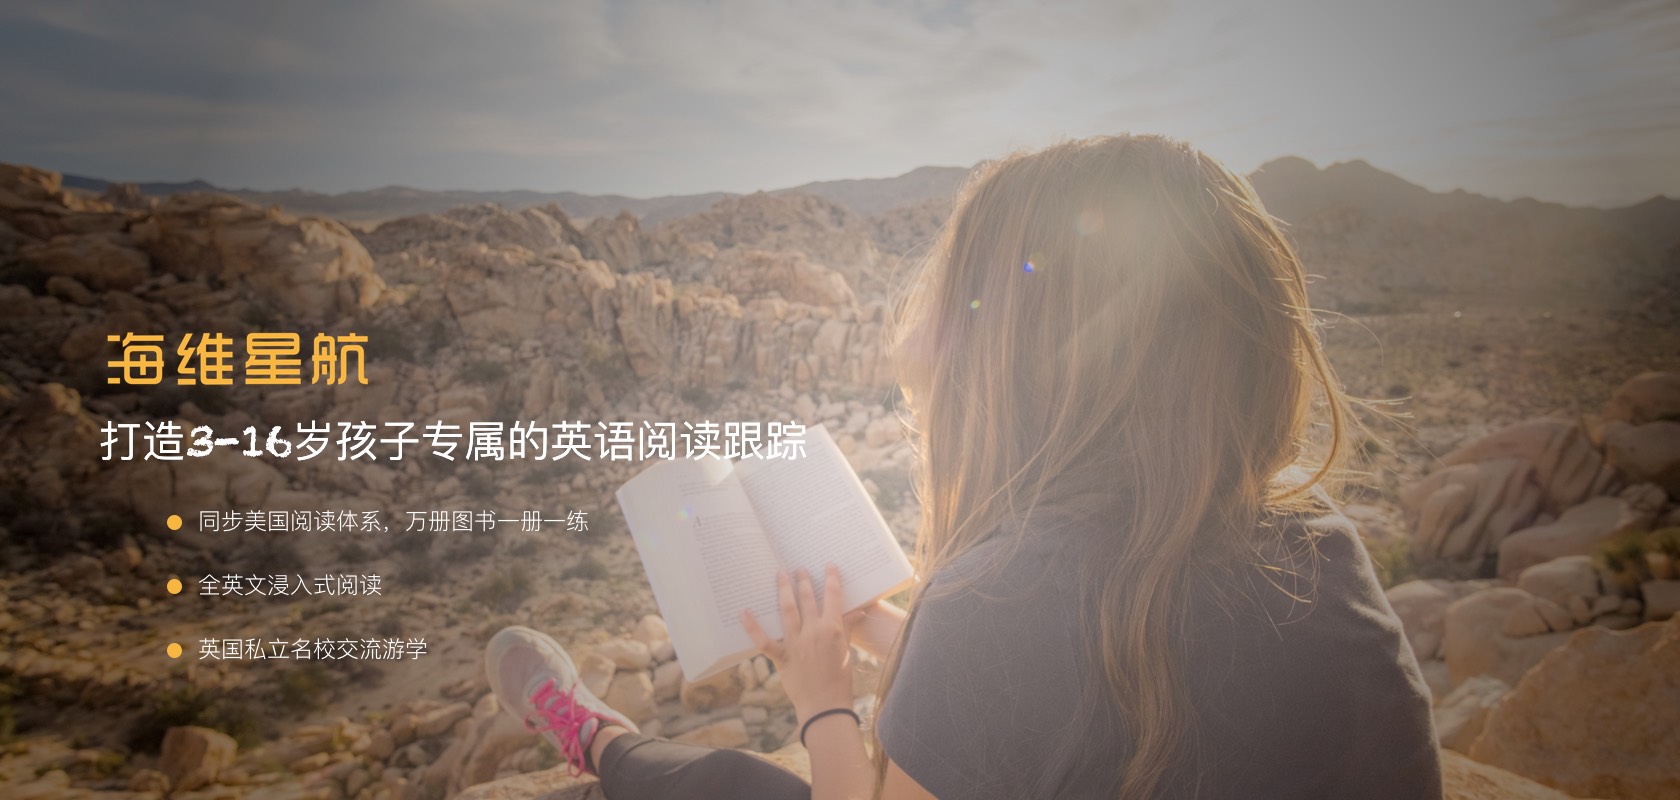 海维星航
打造3-16岁孩子专属的英语阅读跟踪
同步美国阅读体系，万册图书一册一练
全英文浸入式阅读
英国私立名校交流游学